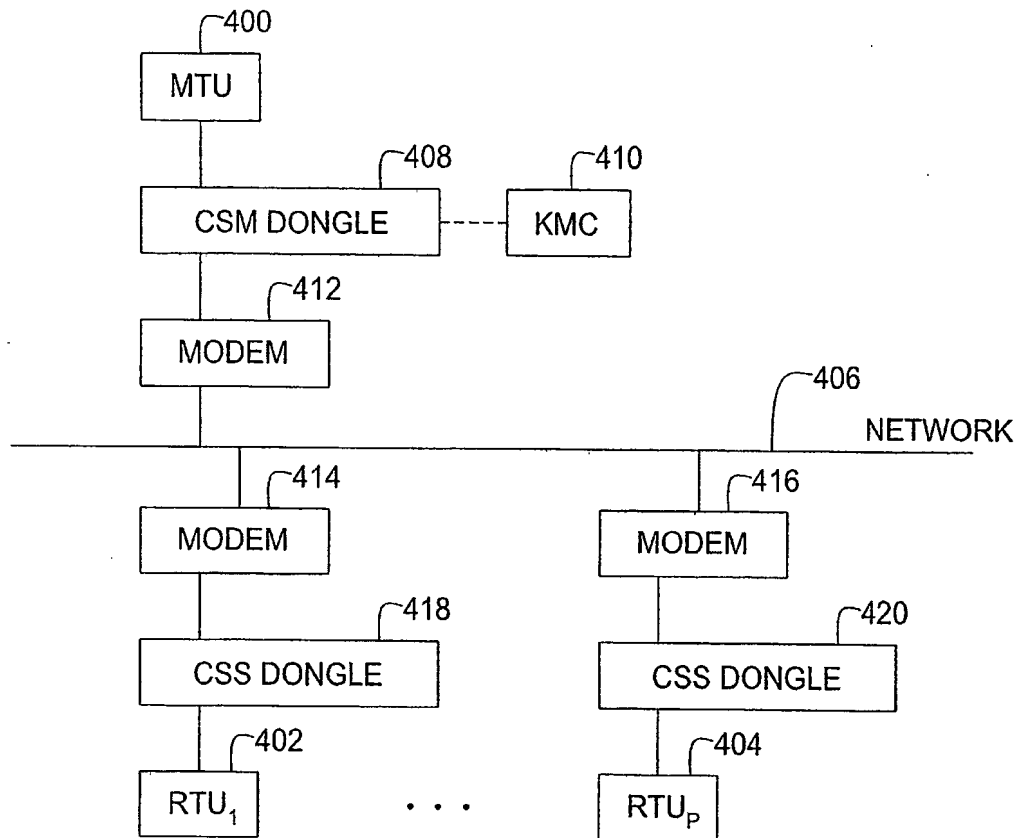 400
MTU
408
CSM DONGLE
410
KMC
412
MODEM
406
NETWORK
414
MODEM
416
MODEM
418
CSS DONGLE
420
CSS DONGLE
402
RTU₁
. . .
404
RTUₚ